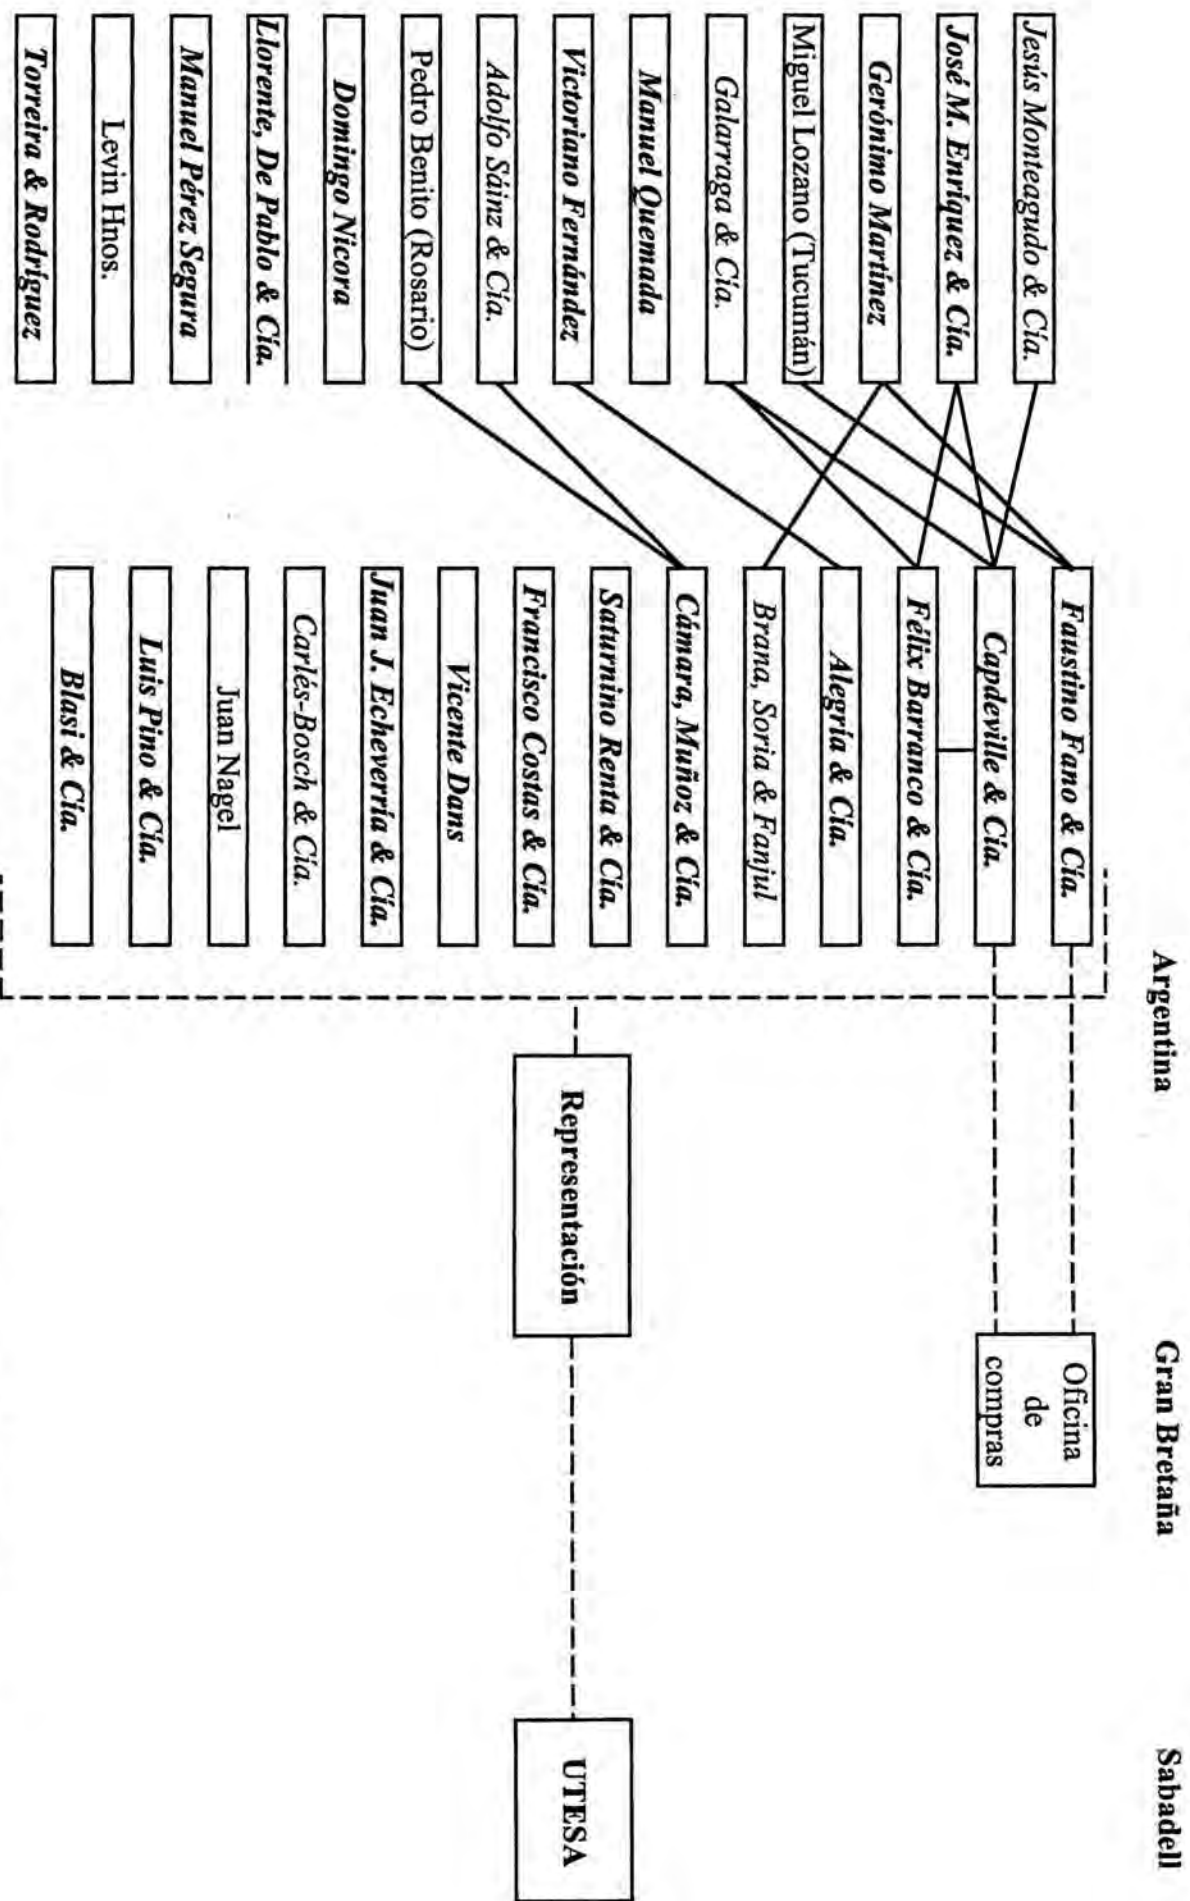 Argentina
Gran Bretaña
Sabadell
Jesús Monteagudo & Cía.
José M. Enríquez & Cía.
Gerónimo Martínez
Miguel Lozano (Tucumán)
Galarraga & Cía.
Manuel Quemada
Victoriano Fernández
Adolfo Sáinz & Cía.
Pedro Benito (Rosario)
Domingo Nicora
Llorente, De Pablo & Cía.
Manuel Pérez Segura
Levin Hnos.
Torreira & Rodríguez
Faustino Fano & Cía.
Capdeville & Cía.
Félix Barranco & Cía.
Alegría & Cía.
Brana, Soria & Fanjul
Cámara, Muñoz & Cía.
Saturnino Renta & Cía.
Francisco Costas & Cía.
Vicente Dans
Juan J. Echeverría & Cía.
Carlés-Bosch & Cía.
Juan Nagel
Luis Pino & Cía.
Blasi & Cía.
Representación
Oficina
de
compras
UTESA